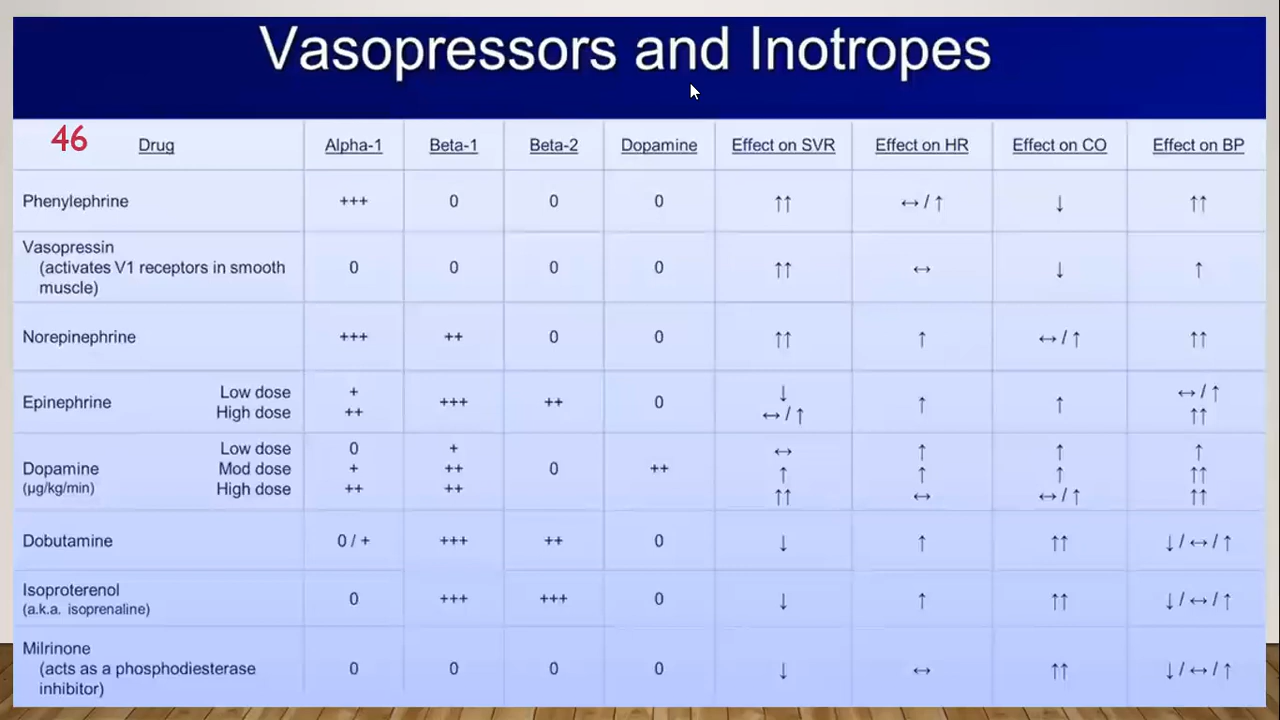 Vasopressors and Inotropes
46 Drug Alpha-1 Beta-1 Beta-2 Dopamine Effect on SVR Effect on HR Effect on CO Effect on BP
Phenylephrine +++ 0 0 0 ↑↑ ↔ / ↑ ↓ ↑↑
Vasopressin
(activates V1 receptors in smooth
muscle) 0 0 0 0 ↑↑ ↔ ↓ ↑
Norepinephrine +++ ++ 0 0 ↑↑ ↑ ↔ / ↑ ↑↑
Low dose + ↓ ↔ / ↑
Epinephrine +++ ++ 0 ↑ ↑
High dose ++ ↔ / ↑ ↑↑
Low dose 0 + ↔ ↑ ↑ ↑
Dopamine Mod dose + ++ 0 ++ ↑ ↑ ↑ ↑↑
(µg/kg/min) High dose ++ ++ ↑↑ ↔ ↔ / ↑ ↑↑
Dobutamine 0 / + +++ ++ 0 ↓ ↑ ↑↑ ↓ / ↔ / ↑
Isoproterenol
(a.k.a. isoprenaline) 0 +++ +++ 0 ↓ ↑ ↑↑ ↓ / ↔ / ↑
Milrinone
(acts as a phosphodiesterase 0 0 0 0 ↓ ↔ ↑↑ ↓ / ↔ / ↑
inhibitor)